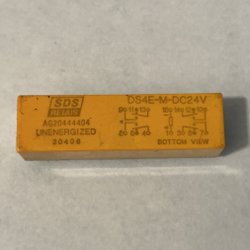 SDS
RELAIS
DS4E-M-DC24V
AG20444404
UNENERGIZED
20406
BOTTOM VIEW